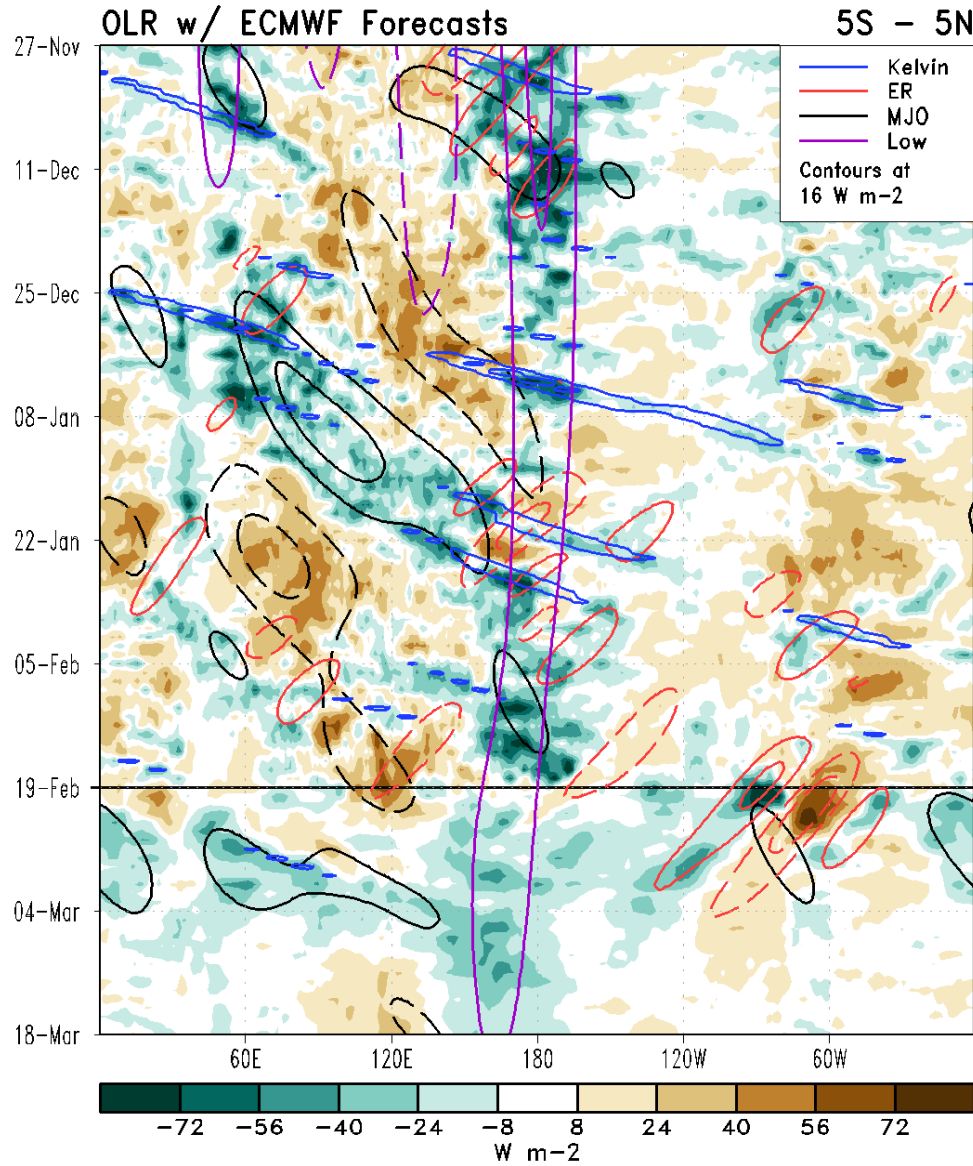 OLR w/ ECMWF Forecasts 5S - 5N
27-Nov
11-Dec
25-Dec
08-Jan
22-Jan
05-Feb
19-Feb
04-Mar
18-Mar
Kelvin
ER
MJO
Low
Contours at
16 W m-2
60E 120E 180 120W 60W
-72 -56 -40 -24 -8 8 24 40 56 72
W m-2